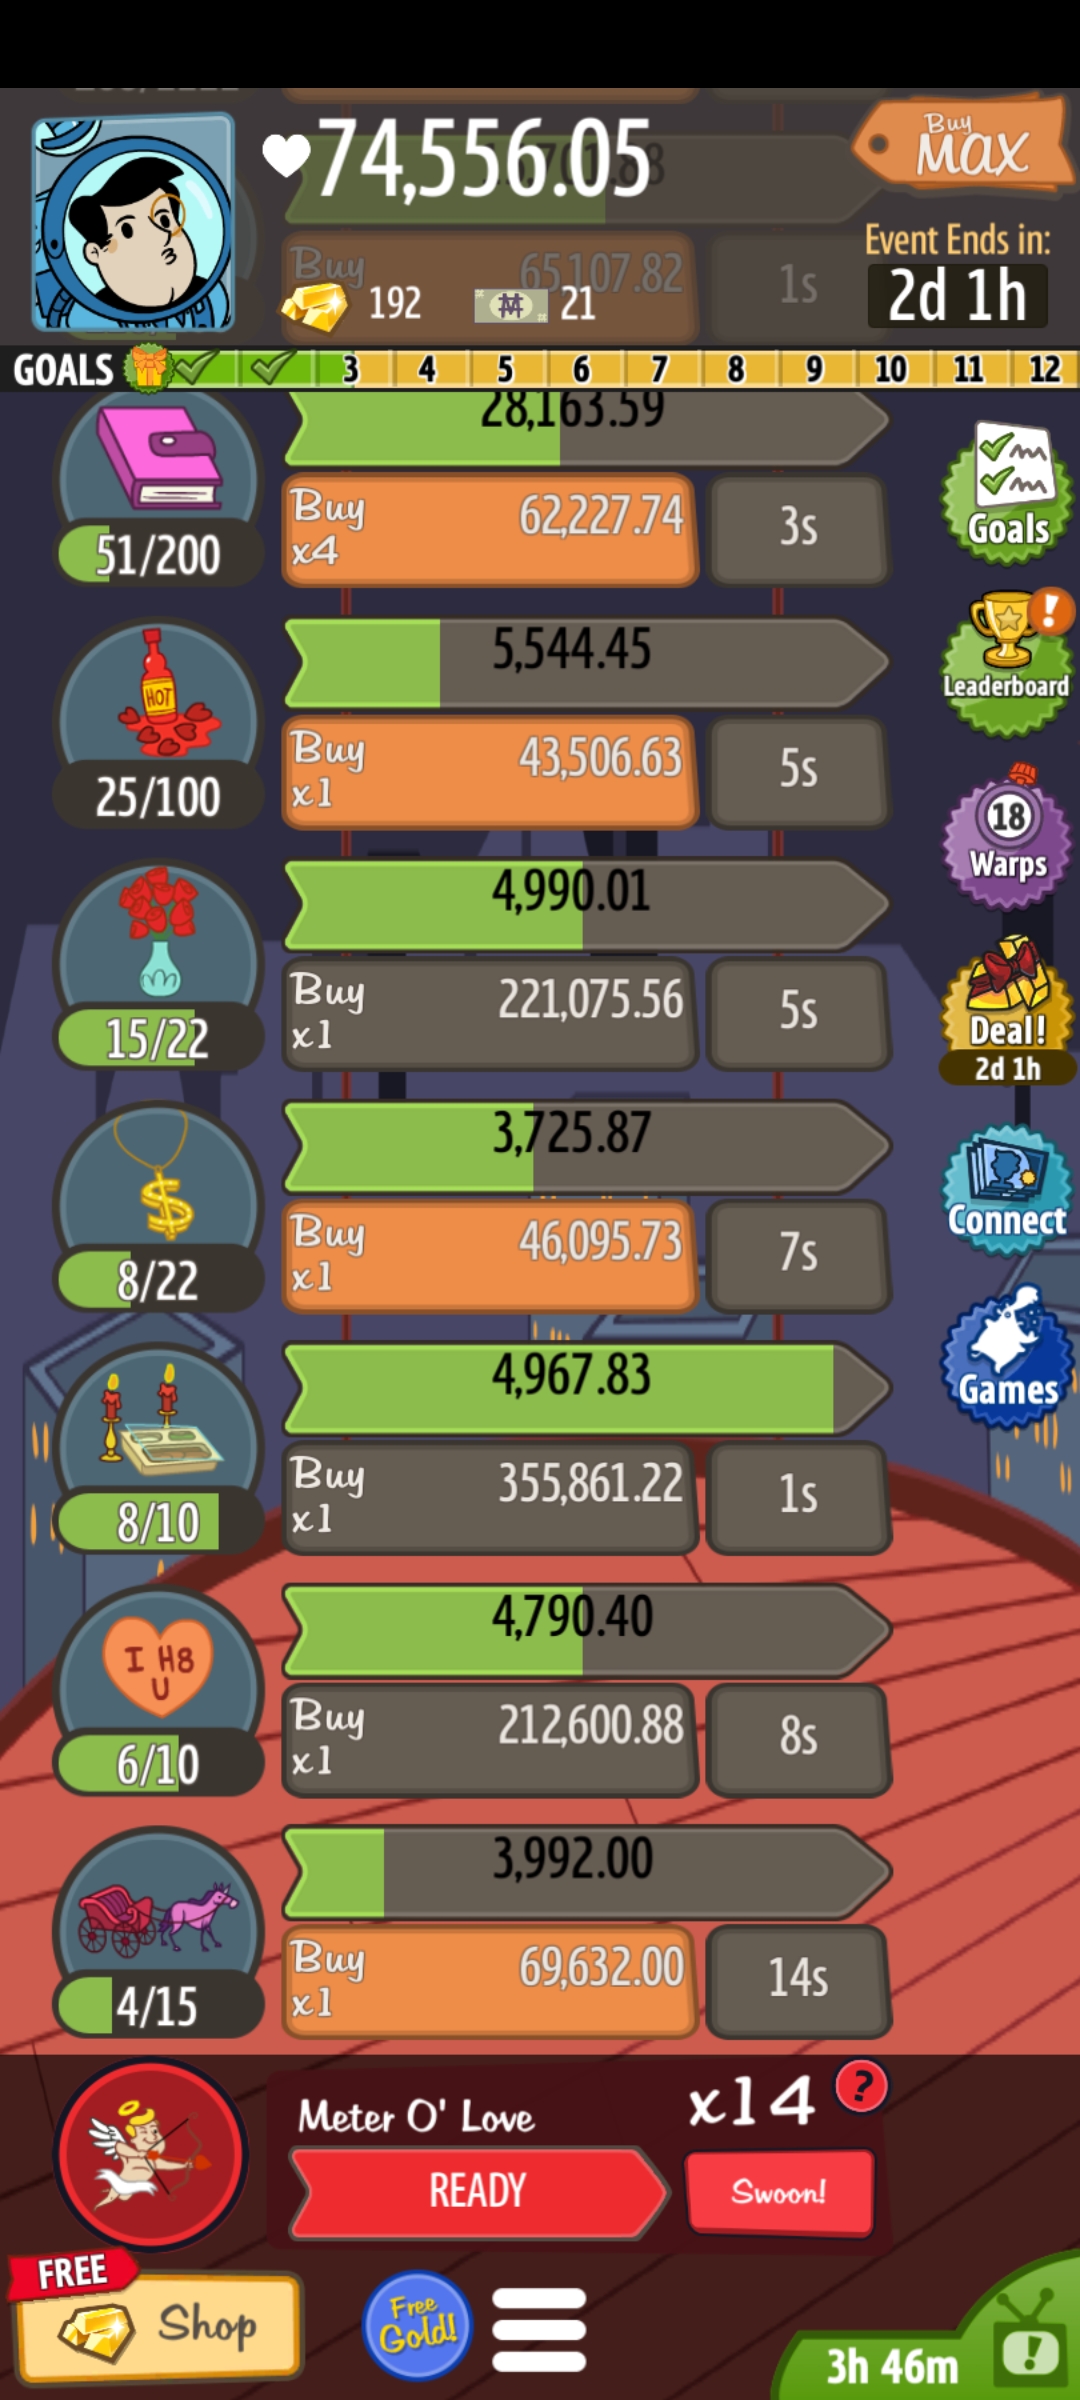 74,556.05
Buy
MAX
Buy 65,107.82 1s
192 21
Event Ends in:
2d 1h
GOALS 3 4 5 6 7 8 9 10 11 12
28,163.59
51/200
Buy
x4
62,227.74
3s
Goals
HOT
5,544.45
25/100
Buy
x1
43,506.63
5s
!
Leaderboard
4,990.01
15/22
Buy
x1
221,075.56
5s
18
Warps
3,725.87
$
8/22
Buy
x1
46,095.73
7s
Deal!
2d 1h
4,967.83
8/10
Buy
x1
355,861.22
1s
Connect
4,790.40
I H8
U
6/10
Buy
x1
212,600.88
8s
Games
3,992.00
4/15
Buy
x1
69,632.00
14s
Meter O' Love
x14
?
READY
Swoon!
FREE
Shop
Free
Gold!
3h 46m
!